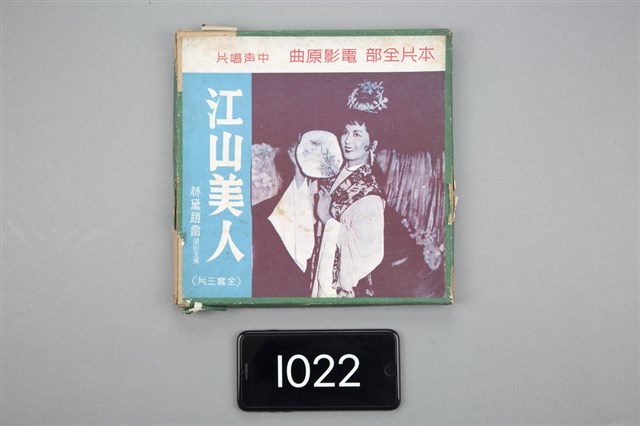 本片全部 電影原曲 中声唱片
江山美人
林黛趙雷
(全套三片)
1022